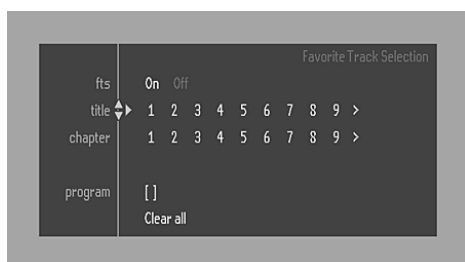 Favorite Track Selection
fts On Off
title 1 2 3 4 5 6 7 8 9 >
chapter 1 2 3 4 5 6 7 8 9 >
program [ ]
Clear all